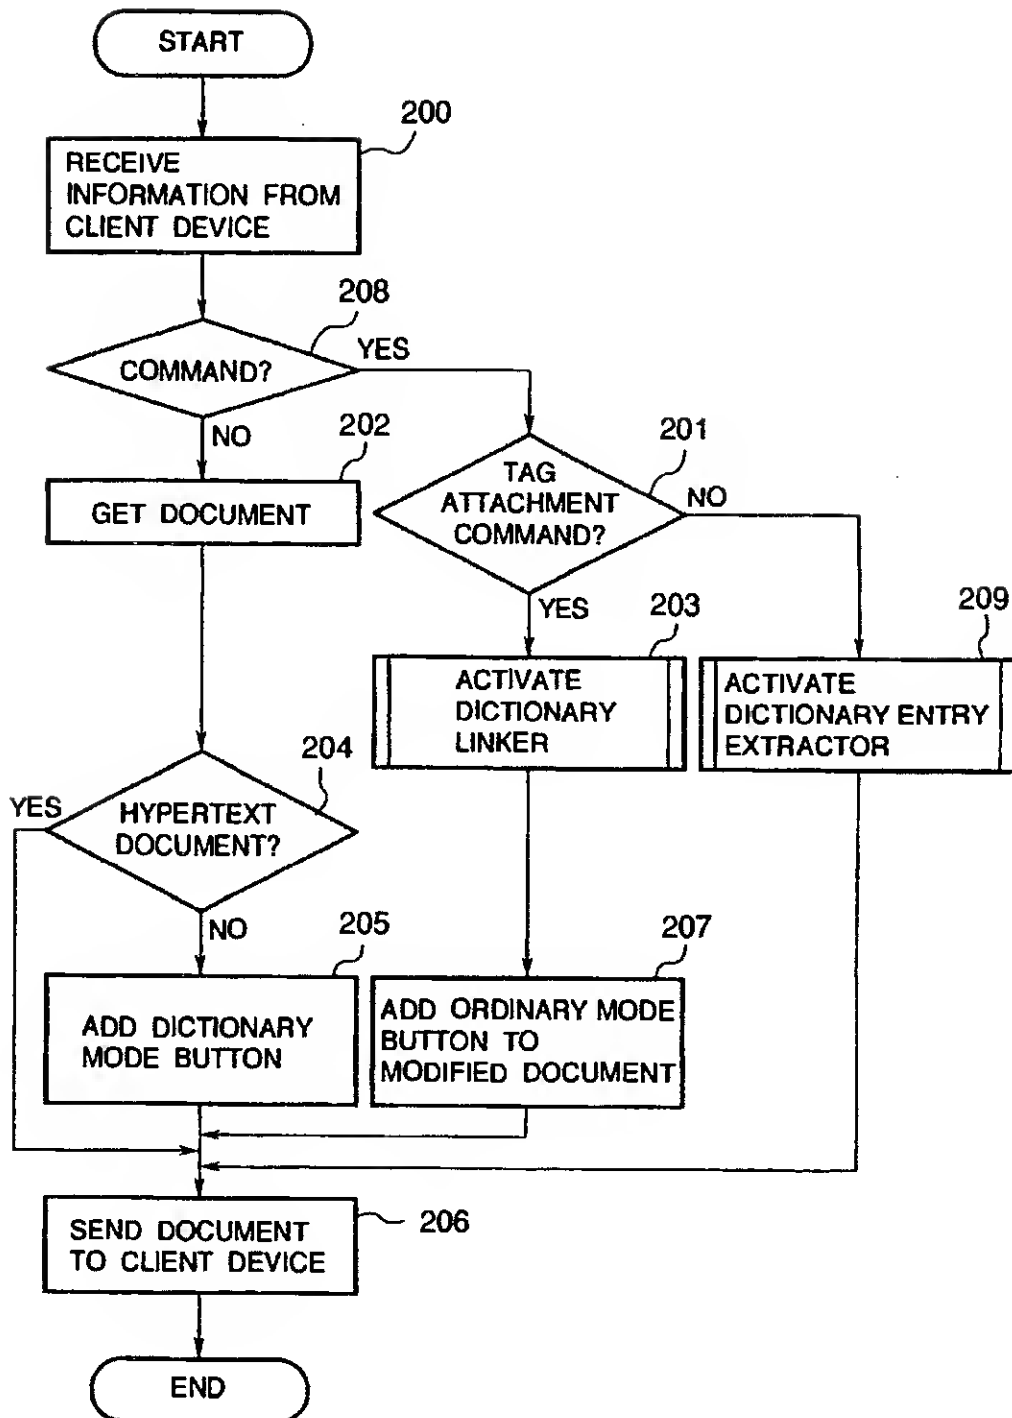 START
200
RECEIVE
INFORMATION FROM
CLIENT DEVICE
208
COMMAND?
YES
NO
202
GET DOCUMENT
201
TAG
ATTACHMENT
COMMAND?
NO
YES
203
ACTIVATE
DICTIONARY
LINKER
209
ACTIVATE
DICTIONARY ENTRY
EXTRACTOR
204
YES
HYPERTEXT
DOCUMENT?
NO
205
ADD DICTIONARY
MODE BUTTON
207
ADD ORDINARY MODE
BUTTON TO
MODIFIED DOCUMENT
206
SEND DOCUMENT
TO CLIENT DEVICE
END